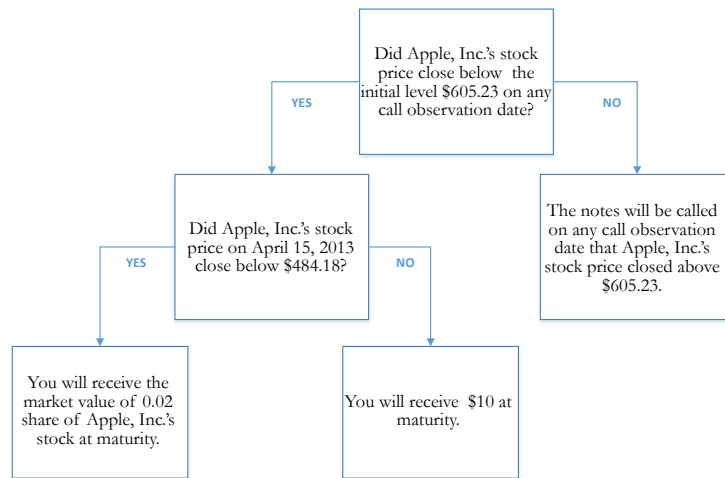 Did Apple, Inc.'s stock
price close below the
initial level $605.23 on any
call observation date?
YES
NO
Did Apple, Inc.'s stock
price on April 15, 2013
close below $484.18?
The notes will be called
on any call observation
date that Apple, Inc.'s
stock price closed above
$605.23.
YES
NO
You will receive the
market value of 0.02
share of Apple, Inc.'s
stock at maturity.
You will receive $10 at
maturity.